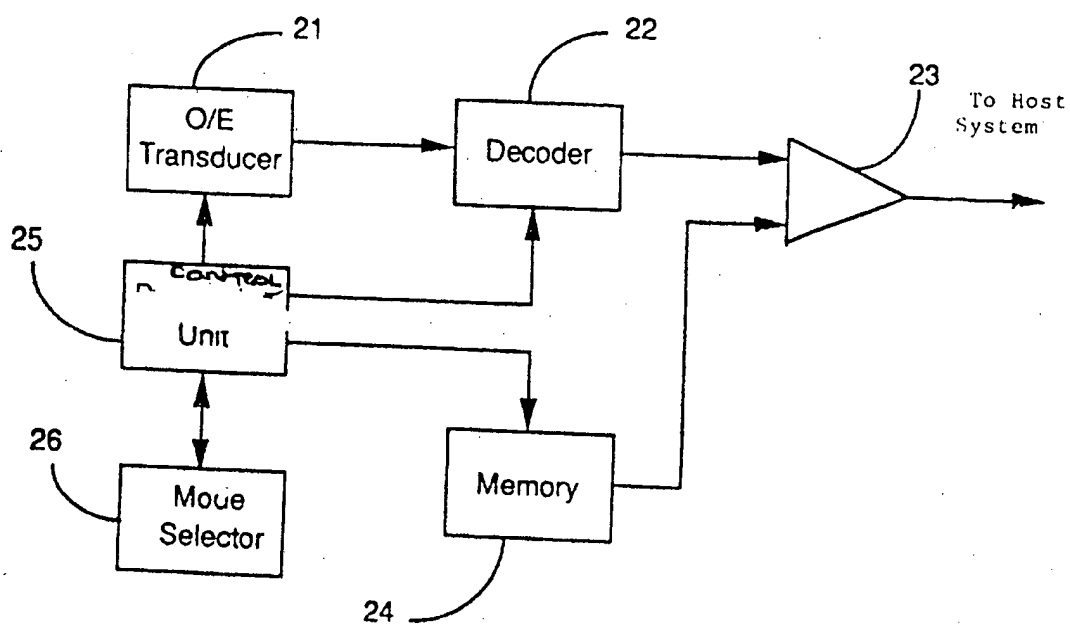 21
22
23
To Host
System
O/E
Transducer
Decoder
25
CONTROL
Unit
26
Mode
Selector
Memory
24